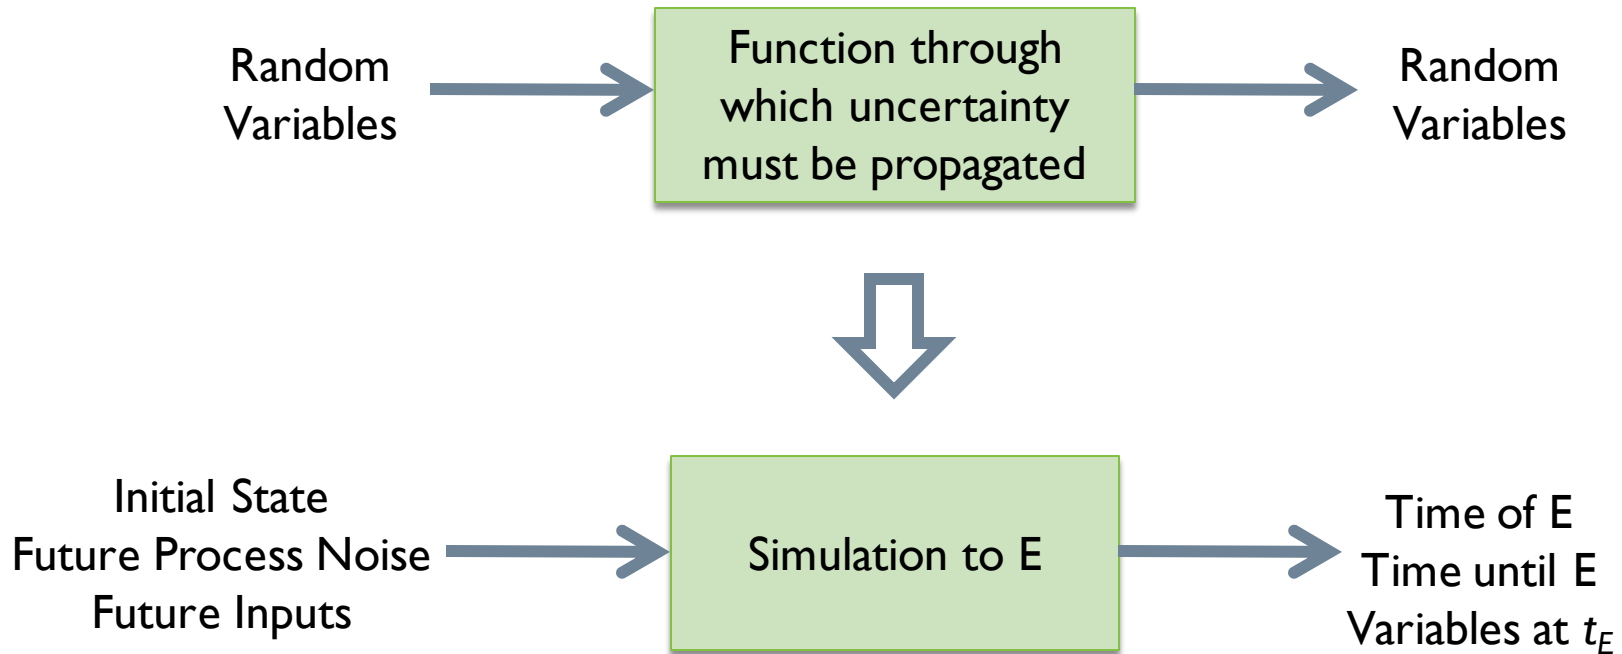 Random
Variables
Function through
which uncertainty
must be propagated
Random
Variables
Initial State
Future Process Noise
Future Inputs
Simulation to E
Time of E
Time until E
Variables at t_E